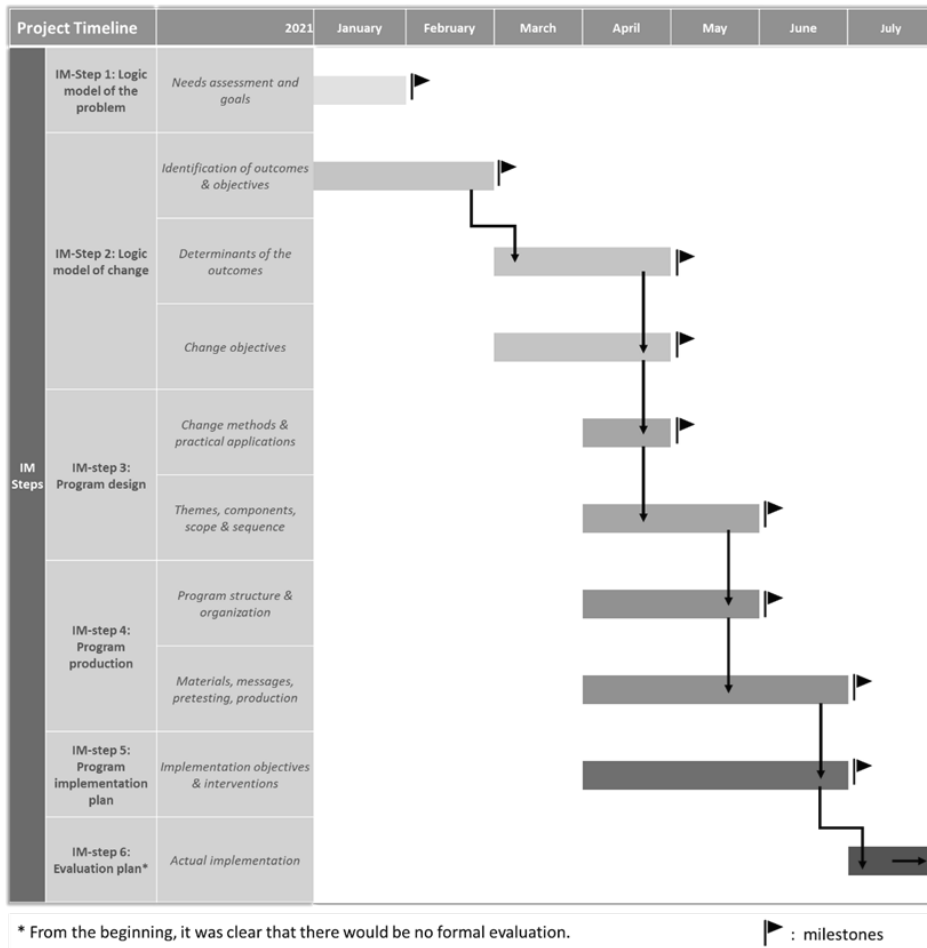 Project Timeline 2021 January February March April May June July
IM
Steps
IM-Step 1: Logic
model of the
problem
Needs assessment and
goals
IM-Step 2: Logic
model of change
Identification of outcomes
& objectives
Determinants of the
outcomes
Change objectives
IM-step 3:
Program design
Change methods &
practical applications
Themes, components,
scope & sequence
IM-step 4:
Program
production
Program structure &
organization
Materials, messages,
pretesting, production
IM-step 5:
Program
implementation
plan
Implementation objectives
& interventions
IM-step 6:
Evaluation plan*
Actual implementation
* From the beginning, it was clear that there would be no formal evaluation.
: milestones